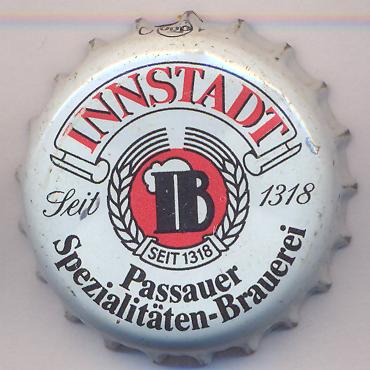 INNSTADT
Seit 1318
IB
SEIT 1318
Passauer
Spezialitäten-Brauerei